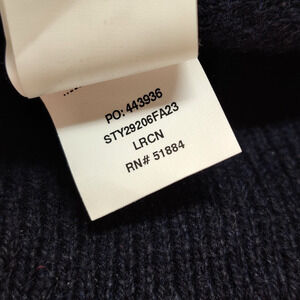 PO: 443936
STY29206FA23
LRCN
RN# 51884